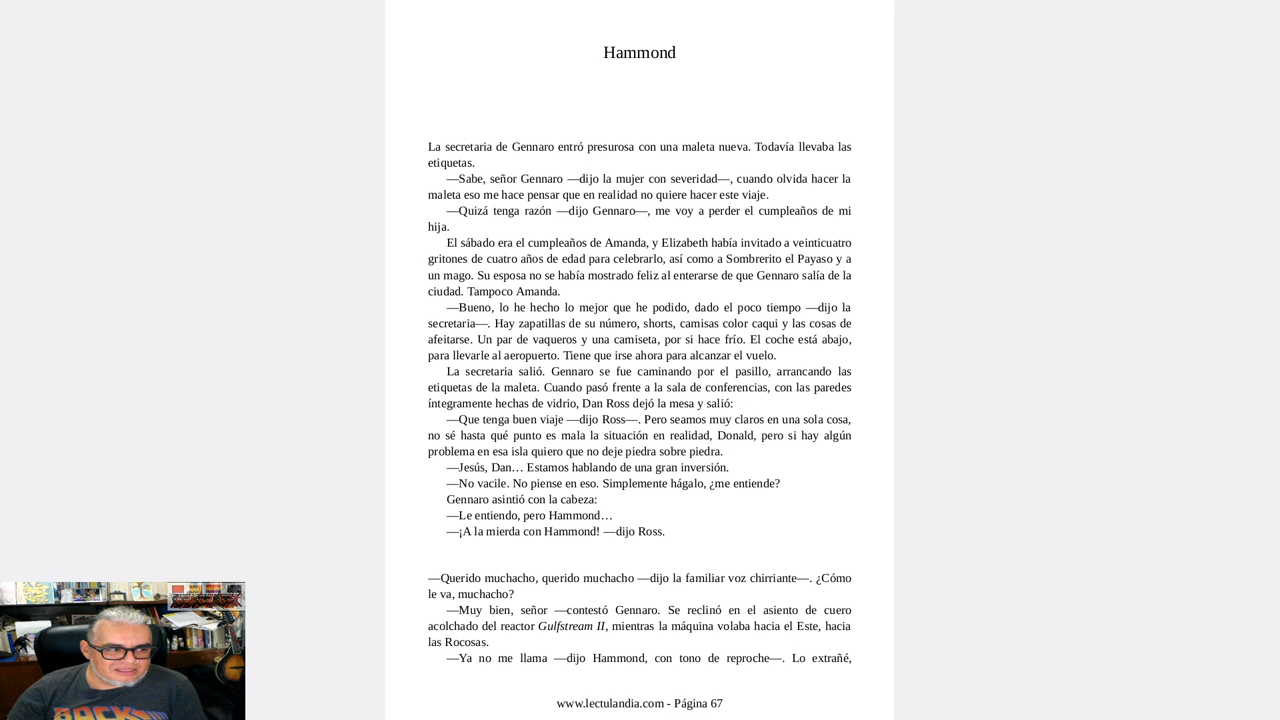 Hammond
La secretaria de Gennaro entró presurosa con una maleta nueva. Todavía llevaba las
etiquetas.
—Sabe, señor Gennaro —dijo la mujer con severidad—, cuando olvida hacer la
maleta eso me hace pensar que en realidad no quiere hacer este viaje.
—Quizá tenga razón —dijo Gennaro—, me voy a perder el cumpleaños de mi
hija.
El sábado era el cumpleaños de Amanda, y Elizabeth había invitado a veinticuatro
gritones de cuatro años de edad para celebrarlo, así como a Sombrerito el Payaso y a
un mago. Su esposa no se había mostrado feliz al enterarse de que Gennaro salía de la
ciudad. Tampoco Amanda.
—Bueno, lo he hecho lo mejor que he podido, dado el poco tiempo —dijo la
secretaria—. Hay zapatillas de su número, shorts, camisas color caqui y las cosas de
afeitarse. Un par de vaqueros y una camiseta, por si hace frío. El coche está abajo,
para llevarle al aeropuerto. Tiene que irse ahora para alcanzar el vuelo.
La secretaria salió. Gennaro se fue caminando por el pasillo, arrancando las
etiquetas de la maleta. Cuando pasó frente a la sala de conferencias, con las paredes
íntegramente hechas de vidrio, Dan Ross dejó la mesa y salió:
—Que tenga buen viaje —dijo Ross—. Pero seamos muy claros en una sola cosa,
no sé hasta qué punto es mala la situación en realidad, Donald, pero si hay algún
problema en esa isla quiero que no deje piedra sobre piedra.
—Jesús, Dan… Estamos hablando de una gran inversión.
—No vacile. No piense en eso. Simplemente hágalo, ¿me entiende?
Gennaro asintió con la cabeza:
—Le entiendo, pero Hammond…
—¡A la mierda con Hammond! —dijo Ross.
—Querido muchacho, querido muchacho —dijo la familiar voz chirriante—. ¿Cómo
le va, muchacho?
—Muy bien, señor —contestó Gennaro. Se reclinó en el asiento de cuero
acolchado del reactor Gulfstream II, mientras la máquina volaba hacia el Este, hacia
las Rocosas.
—Ya no me llama —dijo Hammond, con tono de reproche—. Lo extrañé,
www.lectulandia.com - Página 67